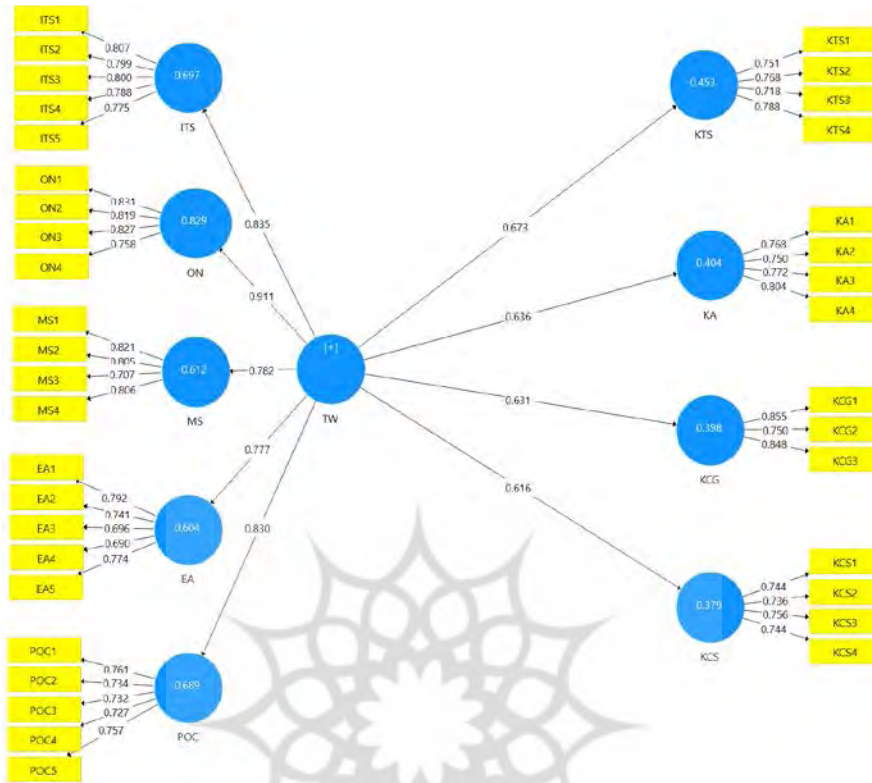 ITS1
ITS2
ITS3
ITS4
ITS5
0.807
0.799
0.800
0.788
0.775
0.697
ITS
ON1
ON2
ON3
ON4
0.831
0.819
0.827
0.758
0.829
ON
MS1
MS2
MS3
MS4
0.821
0.805
0.707
0.806
0.612
MS
EA1
EA2
EA3
EA4
EA5
0.792
0.741
0.696
0.690
0.774
0.604
EA
POC1
POC2
POC3
POC4
POC5
0.761
0.734
0.732
0.727
0.757
0.689
POC
0.835
0.911
0.782
0.777
0.830
[+]
TW
0.673
0.636
0.631
0.616
0.453
KTS
0.751
0.768
0.718
0.788
KTS1
KTS2
KTS3
KTS4
0.404
KA
0.768
0.750
0.772
0.804
KA1
KA2
KA3
KA4
0.398
KCG
0.855
0.750
0.848
KCG1
KCG2
KCG3
0.379
KCS
0.744
0.736
0.756
0.744
KCS1
KCS2
KCS3
KCS4